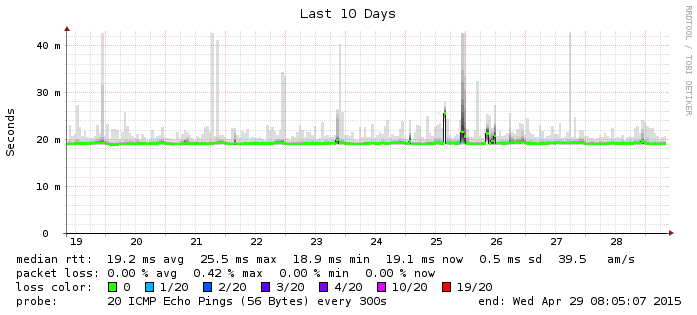 Last 10 Days
RRDTOOL / TOBI OETIKER
Seconds
40 m
30 m
20 m
10 m
0
19 20 21 22 23 24 25 26 27 28
median rtt: 19.2 ms avg 25.5 ms max 18.9 ms min 19.1 ms now 0.5 ms sd 39.5 am/s
packet loss: 0.00 % avg 0.42 % max 0.00 % min 0.00 % now
loss color: 0 1/20 2/20 3/20 4/20 10/20 19/20
probe: 20 ICMP Echo Pings (56 Bytes) every 300s end: Wed Apr 29 08:05:07 2015